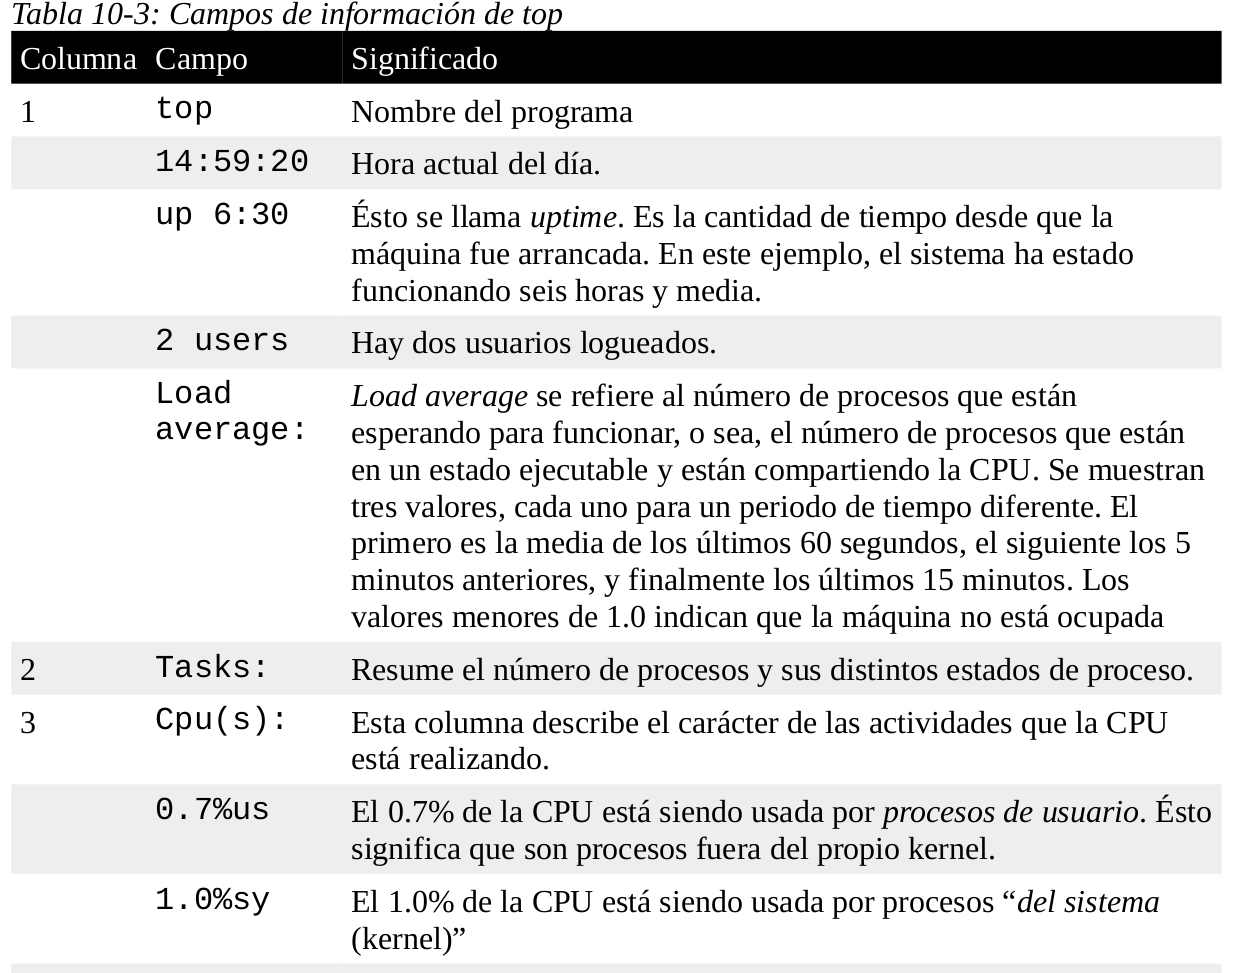 Tabla 10-3: Campos de información de top
Columna Campo Significado
1 top Nombre del programa
14:59:20 Hora actual del día.
up 6:30 Ésto se llama uptime. Es la cantidad de tiempo desde que la
máquina fue arrancada. En este ejemplo, el sistema ha estado
funcionando seis horas y media.
2 users Hay dos usuarios logueados.
Load Load average se refiere al número de procesos que están
average: esperando para funcionar, o sea, el número de procesos que están
en un estado ejecutable y están compartiendo la CPU. Se muestran
tres valores, cada uno para un periodo de tiempo diferente. El
primero es la media de los últimos 60 segundos, el siguiente los 5
minutos anteriores, y finalmente los últimos 15 minutos. Los
valores menores de 1.0 indican que la máquina no está ocupada
2 Tasks: Resume el número de procesos y sus distintos estados de proceso.
3 Cpu(s): Esta columna describe el carácter de las actividades que la CPU
está realizando.
0.7%us El 0.7% de la CPU está siendo usada por procesos de usuario. Ésto
significa que son procesos fuera del propio kernel.
1.0%sy El 1.0% de la CPU está siendo usada por procesos “del sistema
(kernel)”